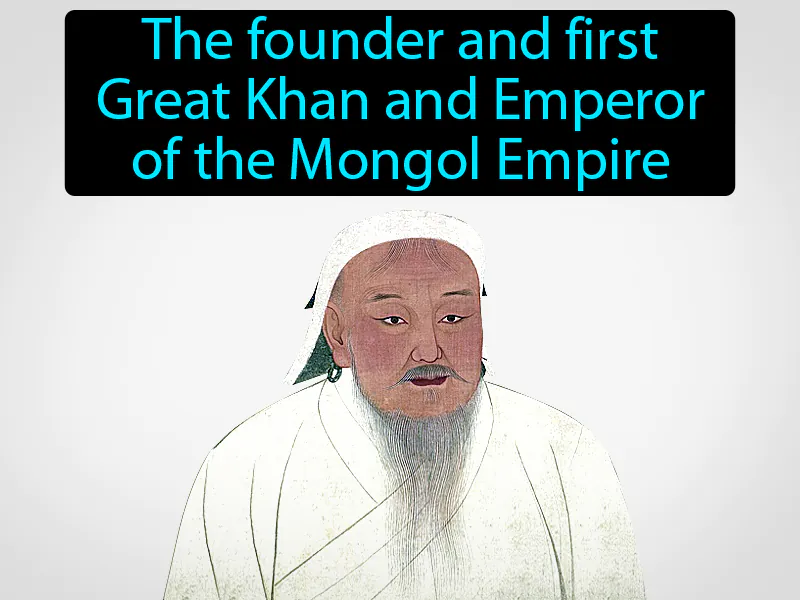 The founder and first
Great Khan and Emperor
of the Mongol Empire